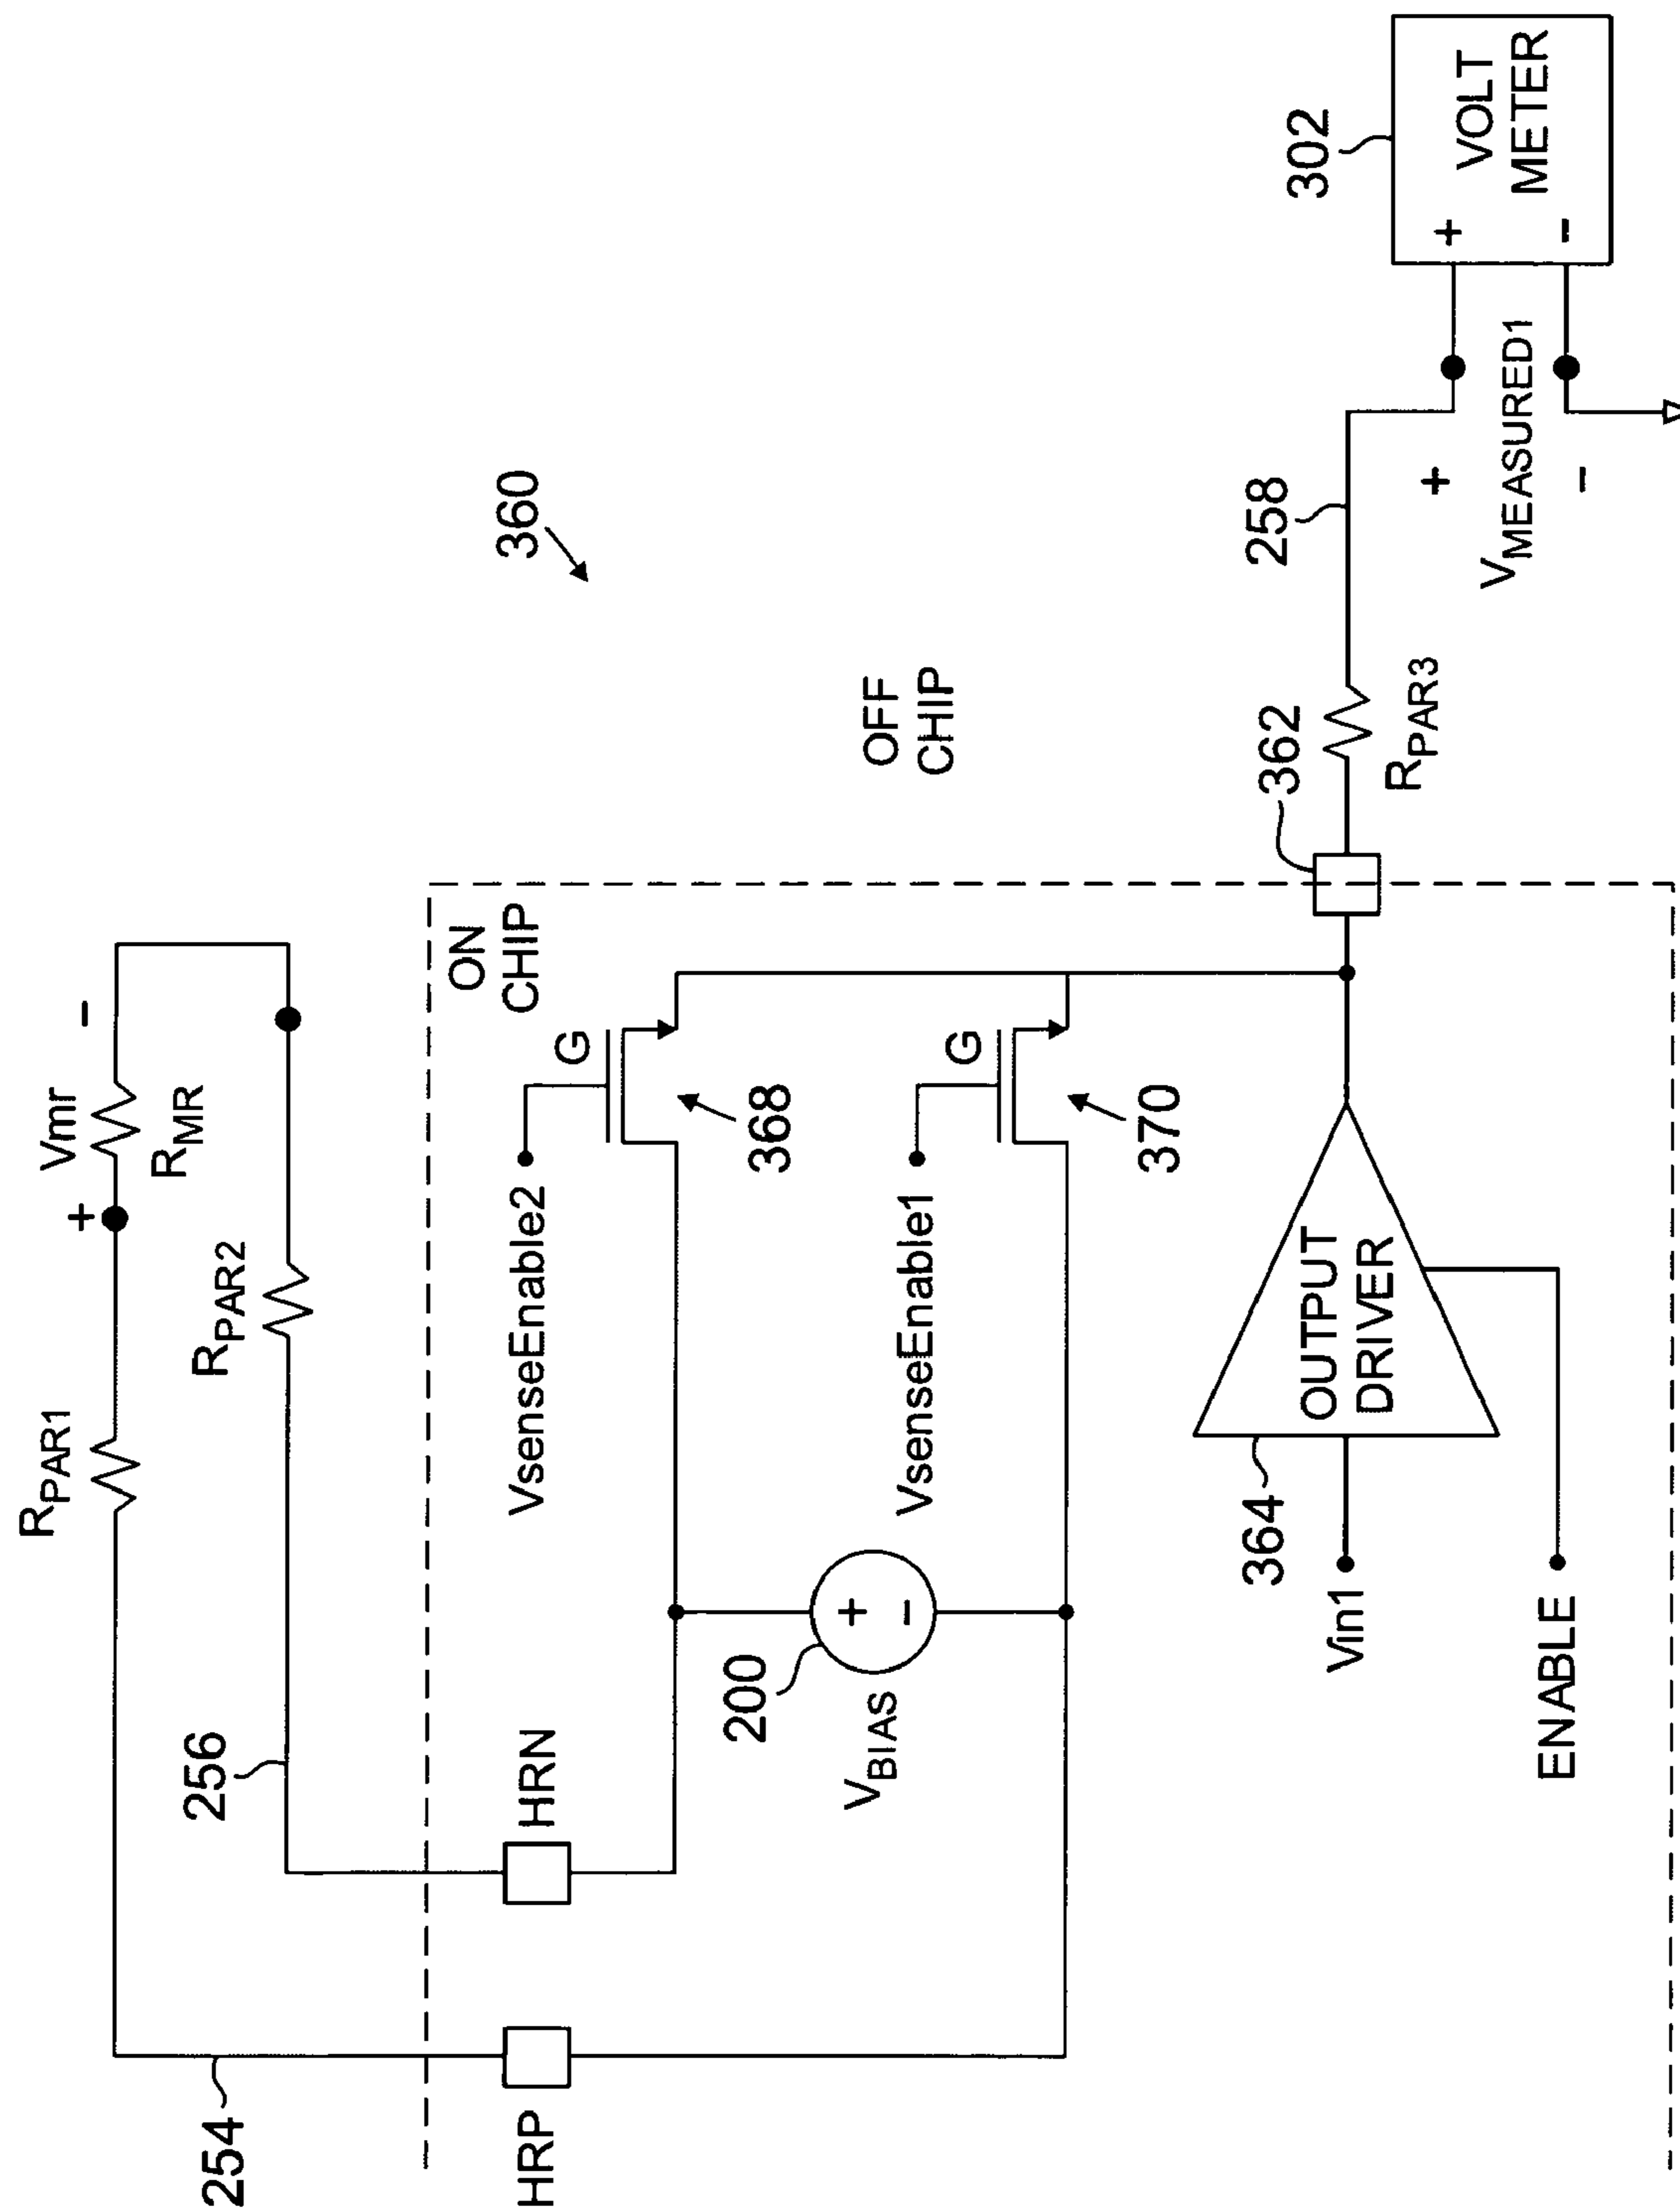 254
HRP
R_PAR1
+
Vmr
-
R_MR
256
R_PAR2
HRN
ON
CHIP
VsenseEnable2
G
368
200
V_BIAS
+
-
VsenseEnable1
G
370
364
OUTPUT
DRIVER
Vin1
ENABLE
360
OFF
CHIP
362
R_PAR3
258
+
V_MEASURED1
-
302
+
-
VOLT
METER